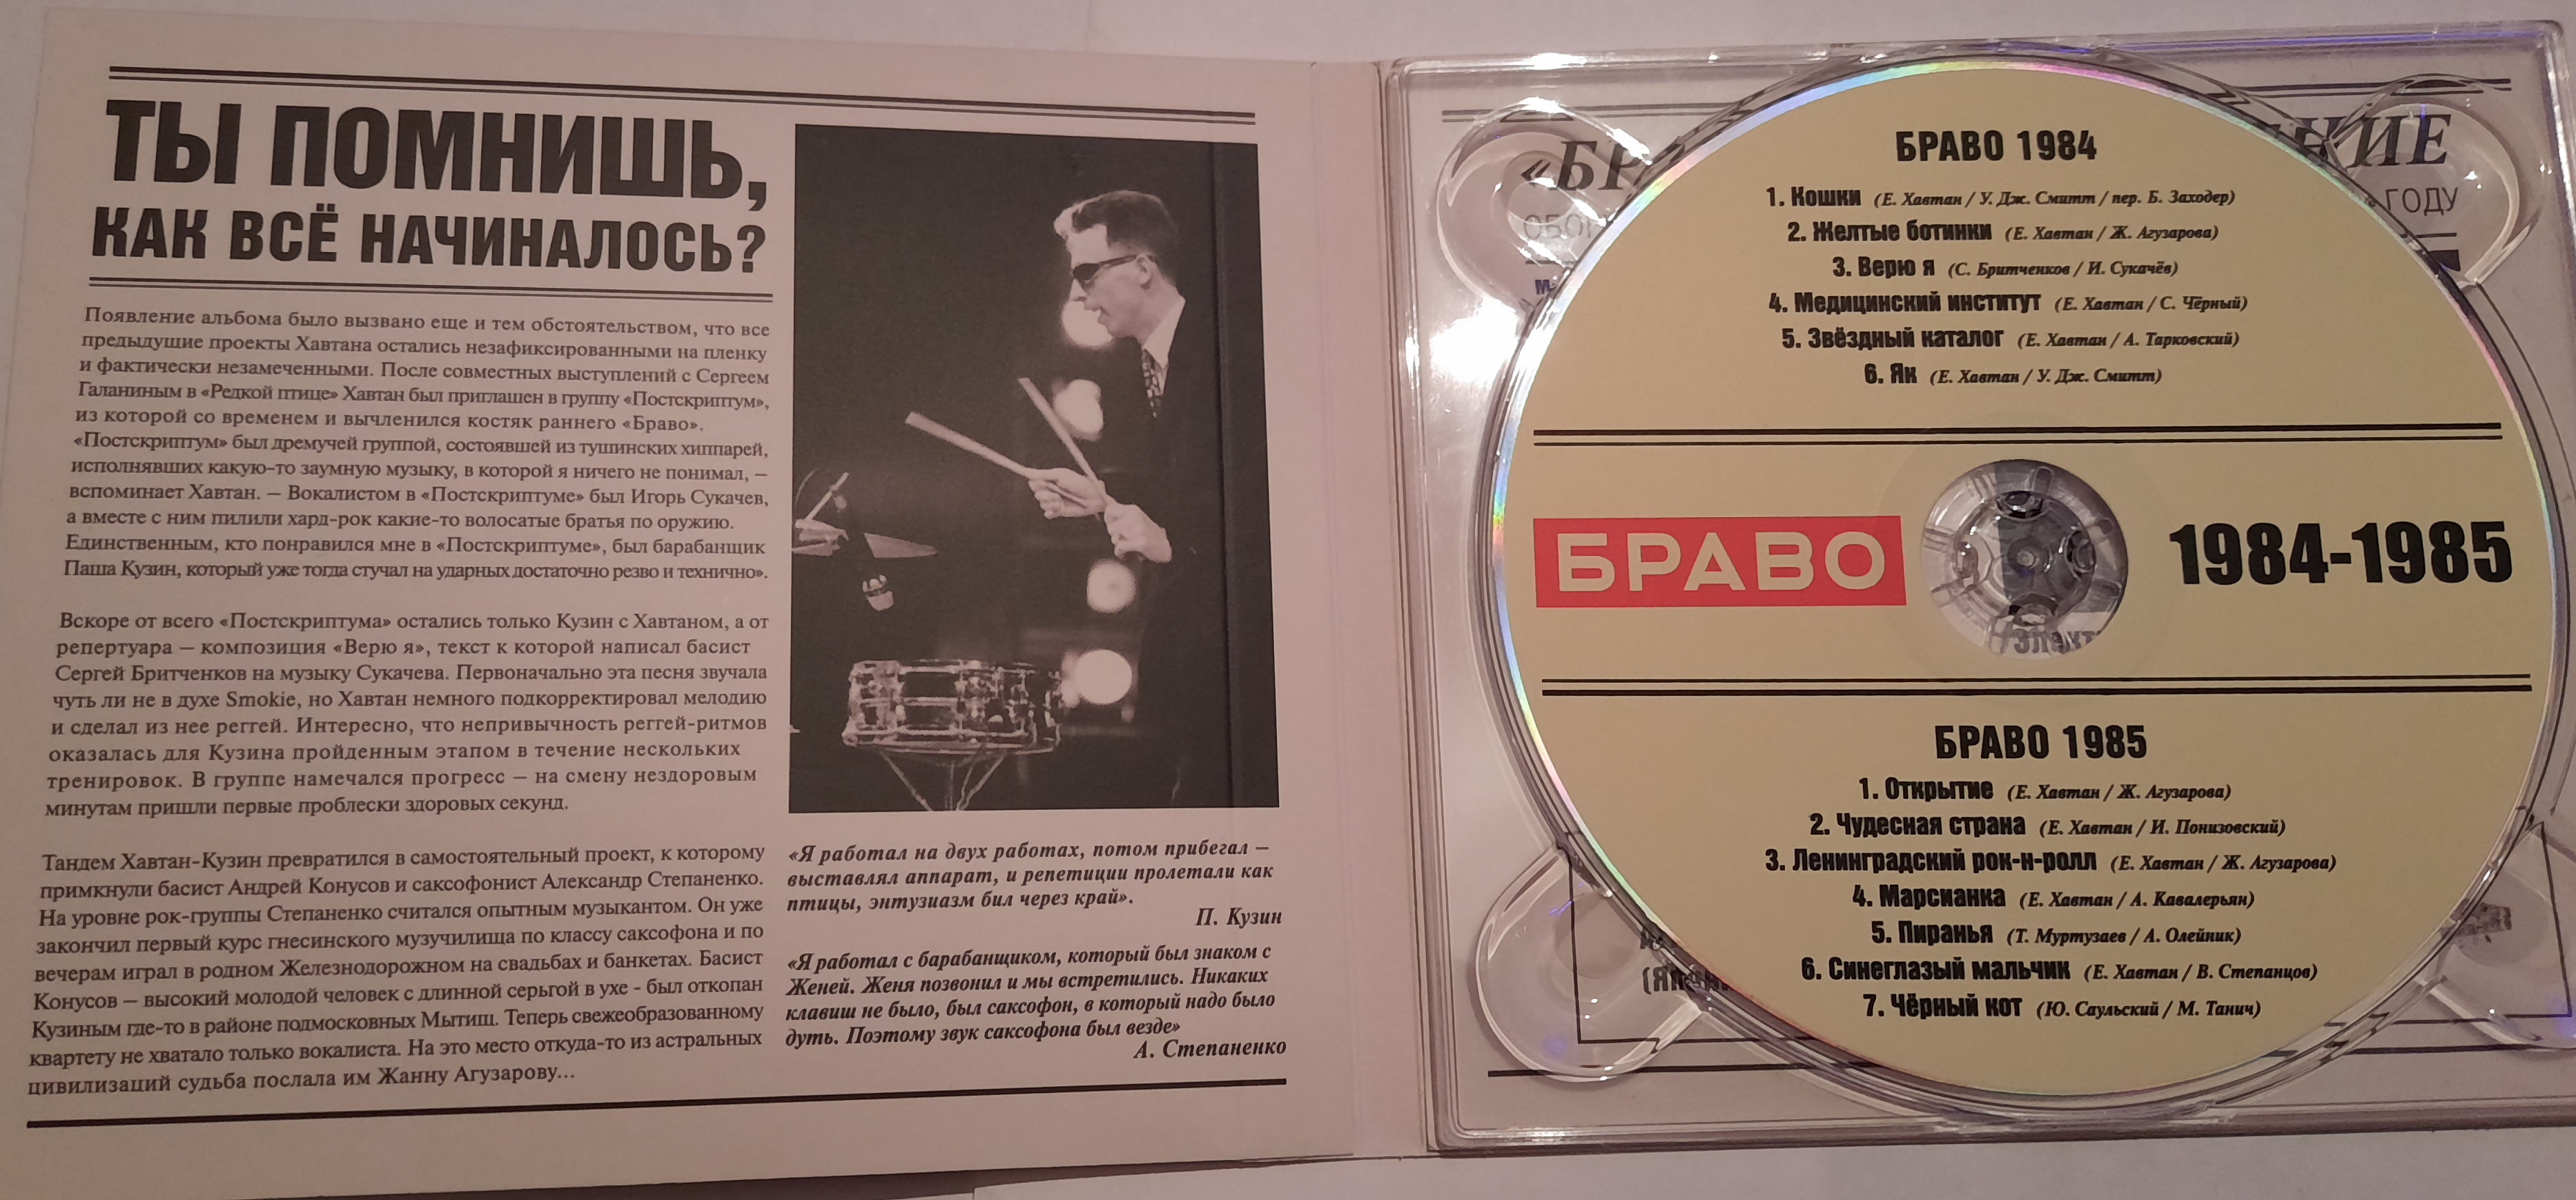 ТЫ ПОМНИШЬ,
КАК ВСЁ НАЧИНАЛОСЬ?
Появление альбома было вызвано еще и тем обстоятельством, что все
предыдущие проекты Хавтана остались незафиксированными на пленку
и фактически незамеченными. После совместных выступлений с Сергеем
Галаниным в «Редкой птице» Хавтан был приглашен в группу «Постскриптум»,
из которой со временем и вычленился костяк раннего «Браво».
«Постскриптум» был дремучей группой, состоявшей из тушинских хиппарей,
исполнявших какую-то заумную музыку, в которой я ничего не понимал, –
вспоминает Хавтан. – Вокалистом в «Постскриптуме» был Игорь Сукачев,
а вместе с ним пилили хард-рок какие-то волосатые братья по оружию.
Единственным, кто понравился мне в «Постскриптуме», был барабанщик
Паша Кузин, который уже тогда стучал на ударных достаточно резво и технично».
Вскоре от всего «Постскриптума» остались только Кузин с Хавтаном, а от
репертуара – композиция «Верю я», текст к которой написал басист
Сергей Бритченков на музыку Сукачева. Первоначально эта песня звучала
чуть ли не в духе Smokie, но Хавтан немного подкорректировал мелодию
и сделал из нее реггей. Интересно, что непривычность реггей-ритмов
оказалась для Кузина пройденным этапом в течение нескольких
тренировок. В группе намечался прогресс – на смену нездоровым
минутам пришли первые проблески здоровых секунд.
Тандем Хавтан-Кузин превратился в самостоятельный проект, к которому
примкнули басист Андрей Конусов и саксофонист Александр Степаненко.
На уровне рок-группы Степаненко считался опытным музыкантом. Он уже
закончил первый курс гнесинского музучилища по классу саксофона и по
вечерам играл в родном Железнодорожном на свадьбах и банкетах. Басист
Конусов – высокий молодой человек с длинной серьгой в ухе - был откопан
Кузиным где-то в районе подмосковных Мытищ. Теперь свежеобразованному
квартету не хватало только вокалиста. На это место откуда-то из астральных
цивилизаций судьба послала им Жанну Агузарову...
«Я работал на двух работах, потом прибегал –
выставлял аппарат, и репетиции пролетали как
птицы, энтузиазм бил через край».
П. Кузин
«Я работал с барабанщиком, который был знаком с
Женей. Женя позвонил и мы встретились. Никаких
клавиш не было, был саксофон, в который надо было
дуть. Поэтому звук саксофона был везде»
А. Степаненко
БРАВО 1984
1. Кошки (Е. Хавтан / У. Дж. Смитт / пер. Б. Заходер)
2. Желтые ботинки (Е. Хавтан / Ж. Агузарова)
3. Верю я (С. Бритченков / И. Сукачёв)
4. Медицинский институт (Е. Хавтан / С. Чёрный)
5. Звёздный каталог (Е. Хавтан / А. Тарковский)
6. Як (Е. Хавтан / У. Дж. Смитт)
БРАВО
1984-1985
БРАВО 1985
1. Открытие (Е. Хавтан / Ж. Агузарова)
2. Чудесная страна (Е. Хавтан / И. Понизовский)
3. Ленинградский рок-н-ролл (Е. Хавтан / Ж. Агузарова)
4. Марсианка (Е. Хавтан / А. Кавалерьян)
5. Пиранья (Т. Муртузаев / А. Олейник)
6. Синеглазый мальчик (Е. Хавтан / В. Степанцов)
7. Чёрный кот (Ю. Саульский / М. Танич)
ГОДУ